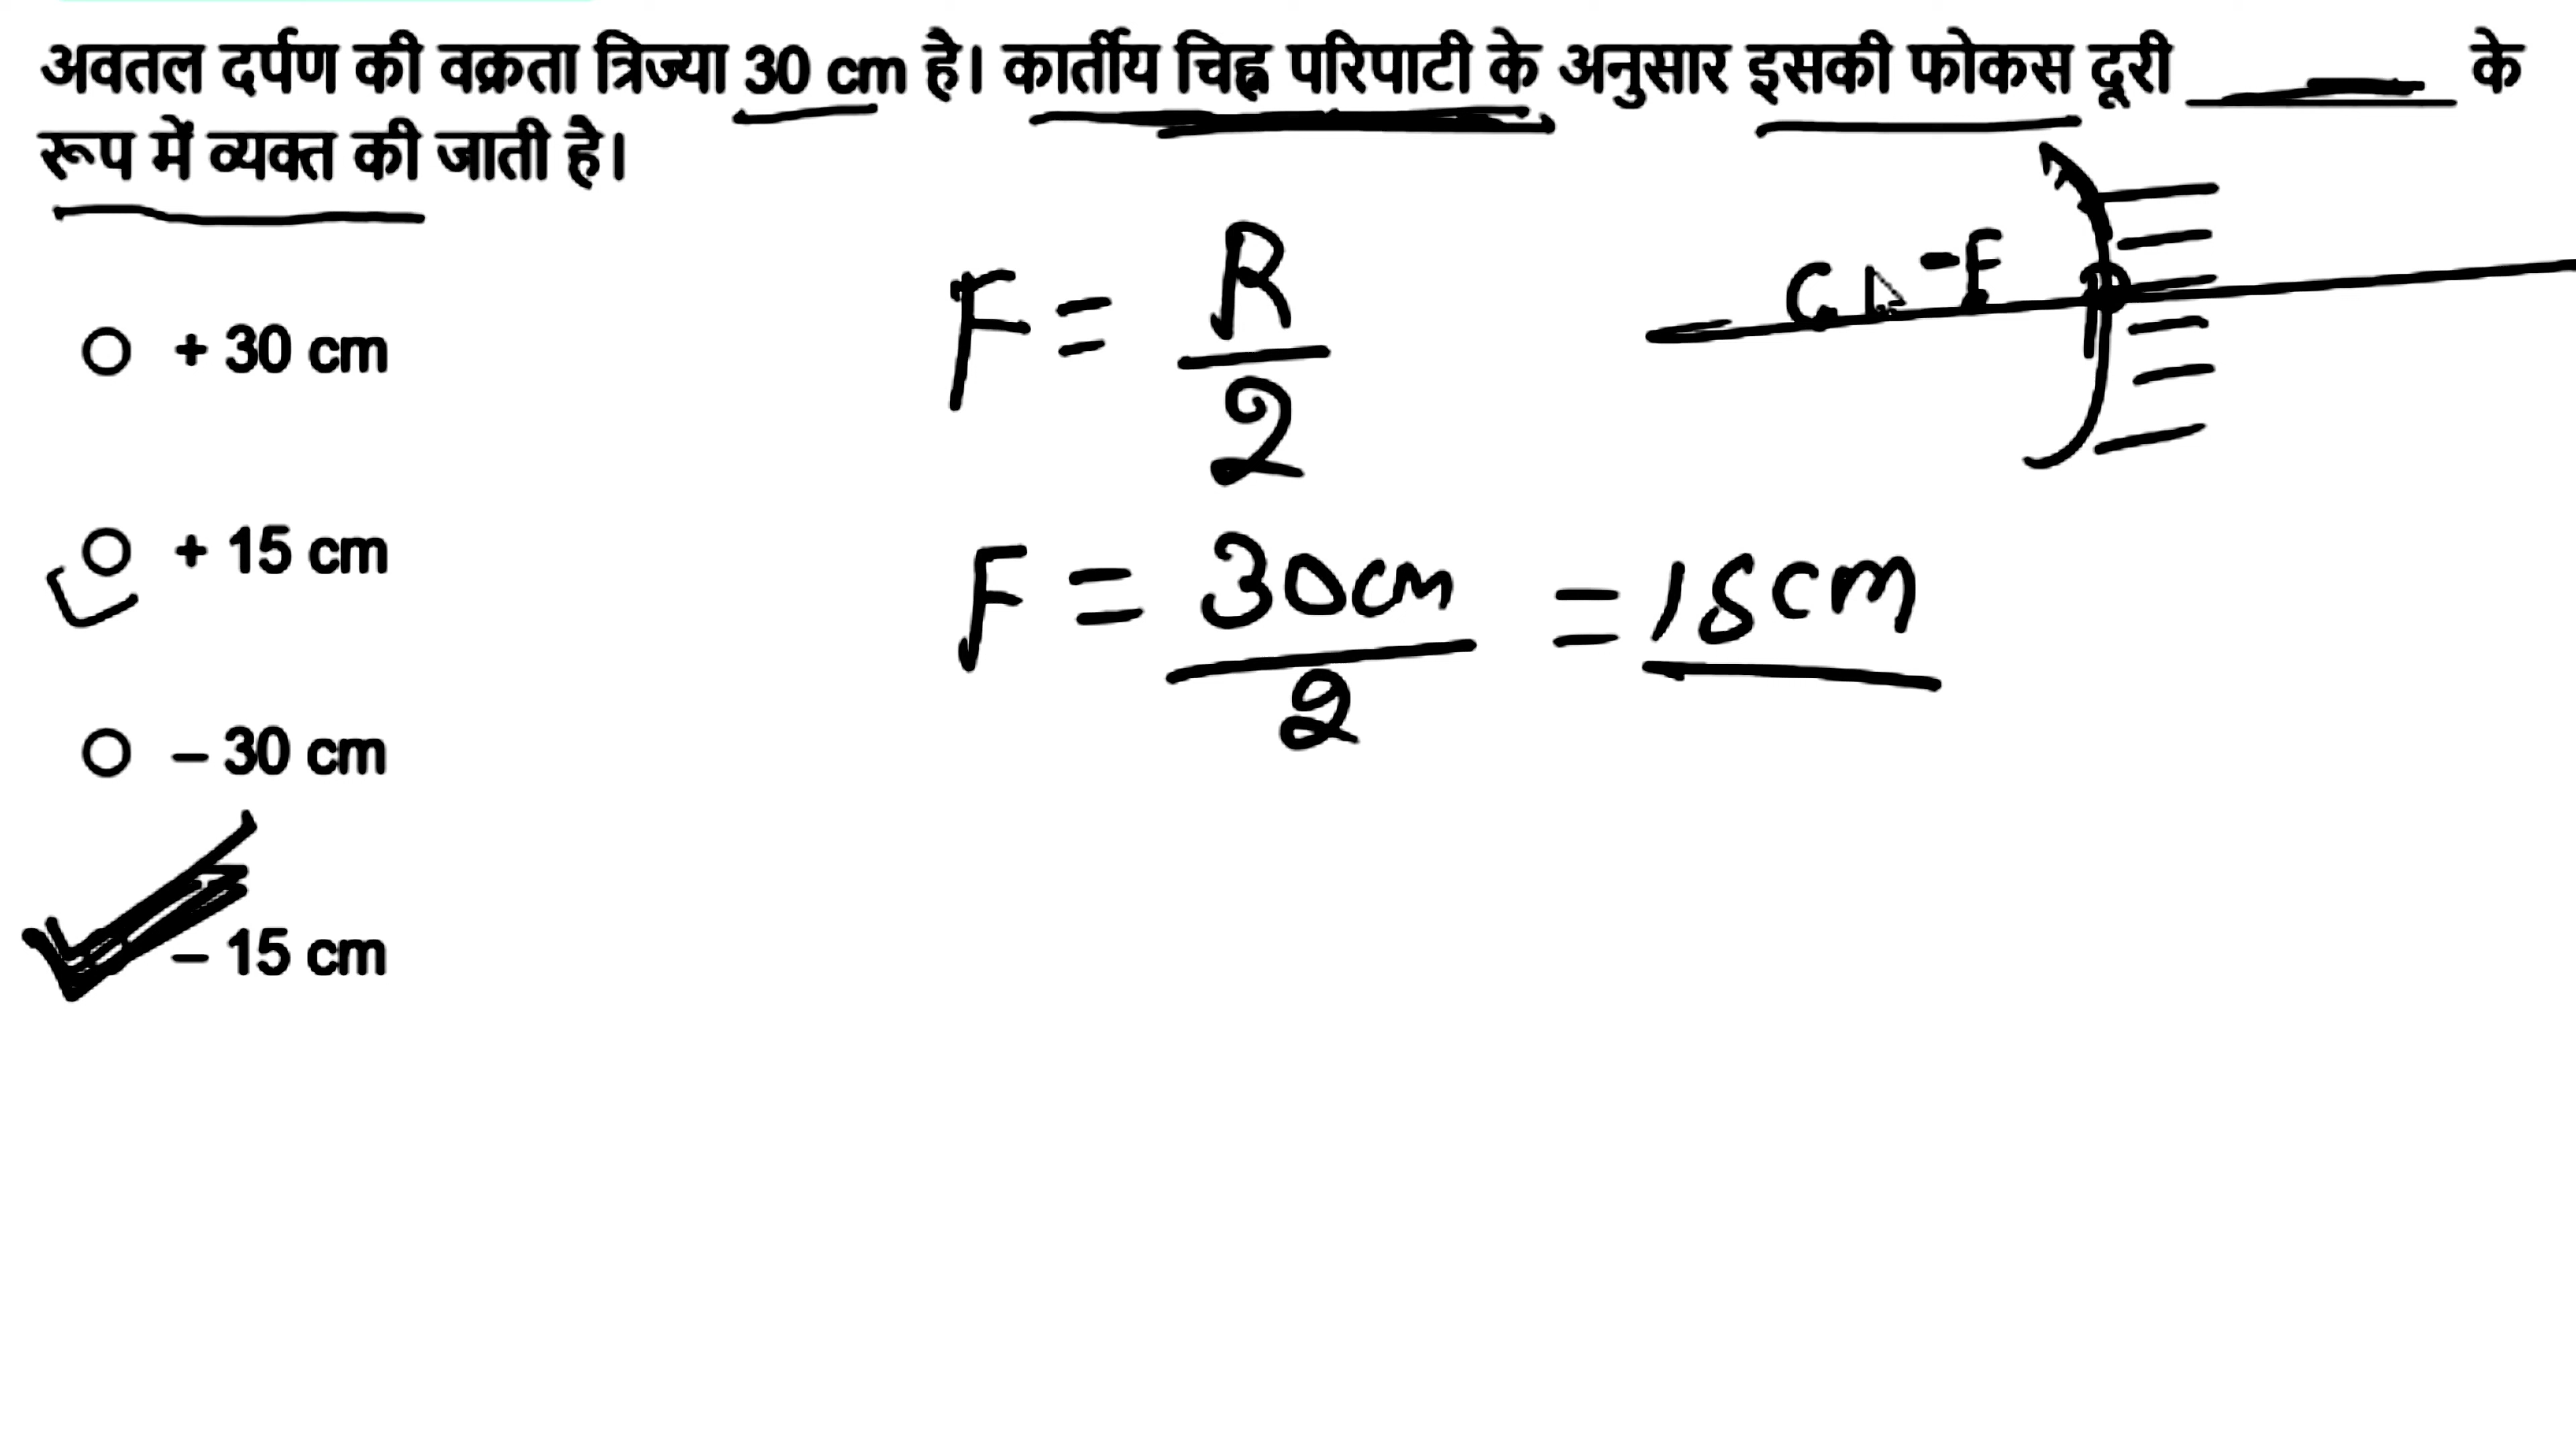 अवतल दर्पण की वक्रता त्रिज्या 30 cm है। कार्तीय चिह्न परिपाटी के अनुसार इसकी फोकस दूरी ________ के
रूप में व्यक्त की जाती है।
+ 30 cm
+ 15 cm
– 30 cm
– 15 cm
F = R/2
F = 30cm/2 = 15cm
C -F P